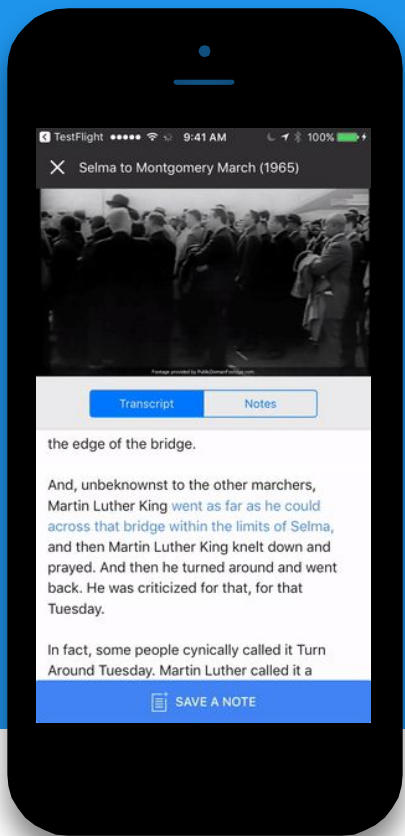 TestFlight 9:41 AM 100%
Selma to Montgomery March (1965)
Footage provided by PublicDomainFootage.com
Transcript Notes
the edge of the bridge.
And, unbeknownst to the other marchers,
Martin Luther King went as far as he could
across that bridge within the limits of Selma,
and then Martin Luther King knelt down and
prayed. And then he turned around and went
back. He was criticized for that, for that
Tuesday.
In fact, some people cynically called it Turn
Around Tuesday. Martin Luther called it a
SAVE A NOTE